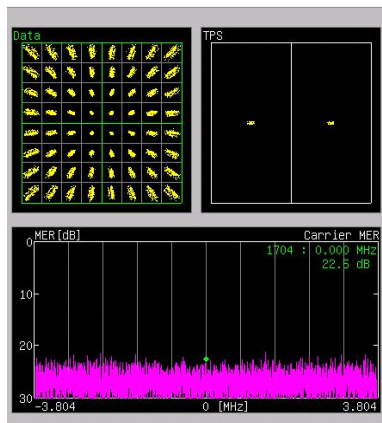 Data
TPS
MER[dB]
Carrier MER
1704 : 0.000 MHz
22.5 dB
0
10
20
30
-3.804
0 [MHz]
3.804